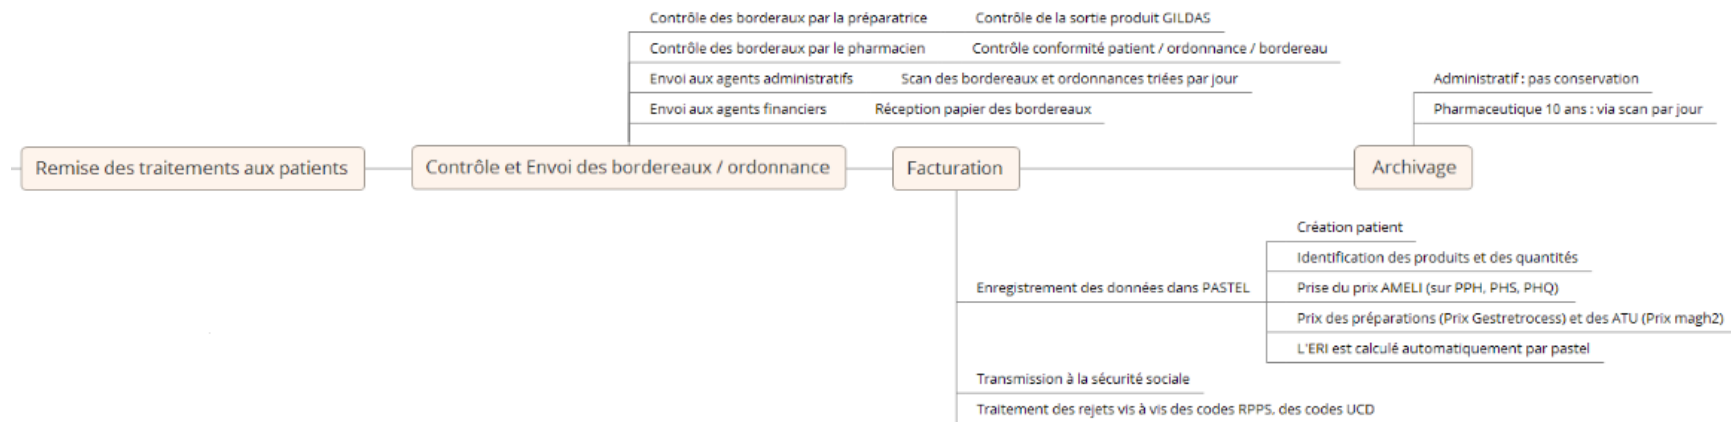 Contrôle des borderaux par la préparatrice Contrôle de la sortie produit GILDAS
Contrôle des borderaux par le pharmacien Contrôle conformité patient / ordonnance / bordereau
Envoi aux agents administratifs Scan des bordereaux et ordonnances triées par jour
Envoi aux agents financiers Réception papier des bordereaux
Administratif : pas conservation
Pharmaceutique 10 ans : via scan par jour
Remise des traitements aux patients
Contrôle et Envoi des bordereaux / ordonnance
Facturation
Archivage
Création patient
Identification des produits et des quantités
Enregistrement des données dans PASTEL
Prise du prix AMELI (sur PPH, PHS, PHQ)
Prix des préparations (Prix Gestretrocess) et des ATU (Prix magh2)
L'ERI est calculé automatiquement par pastel
Transmission à la sécurité sociale
Traitement des rejets vis à vis des codes RPPS, des codes UCD